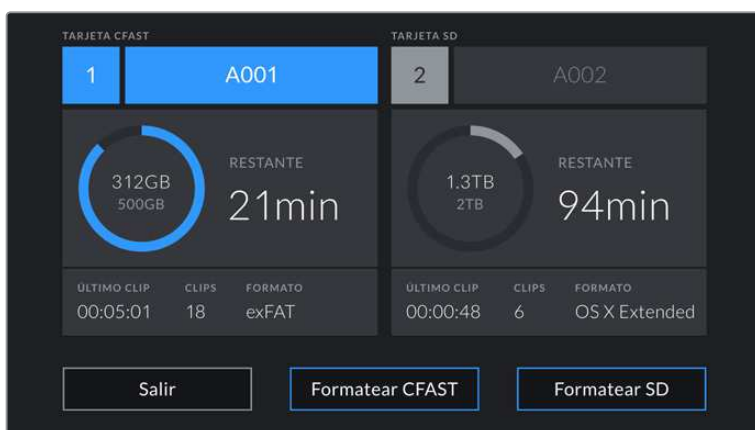 TARJETA CFAST
1
A001
312GB
500GB
RESTANTE
21min
ÚLTIMO CLIP CLIPS FORMATO
00:05:01 18 exFAT
TARJETA SD
2
A002
1.3TB
2TB
RESTANTE
94min
ÚLTIMO CLIP CLIPS FORMATO
00:00:48 6 OS X Extended
Salir
Formatear CFAST
Formatear SD